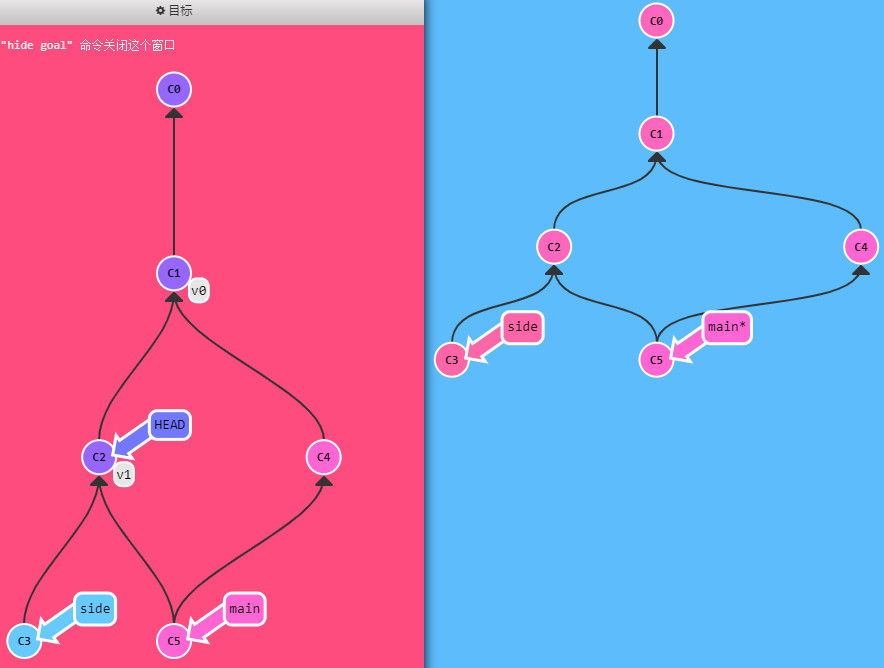 目标
"hide goal" 命令关闭这个窗口
C0
C1
v0
HEAD
C2
v1
C4
side
main
C3
C5
C0
C1
C2
C4
side
main*
C3
C5